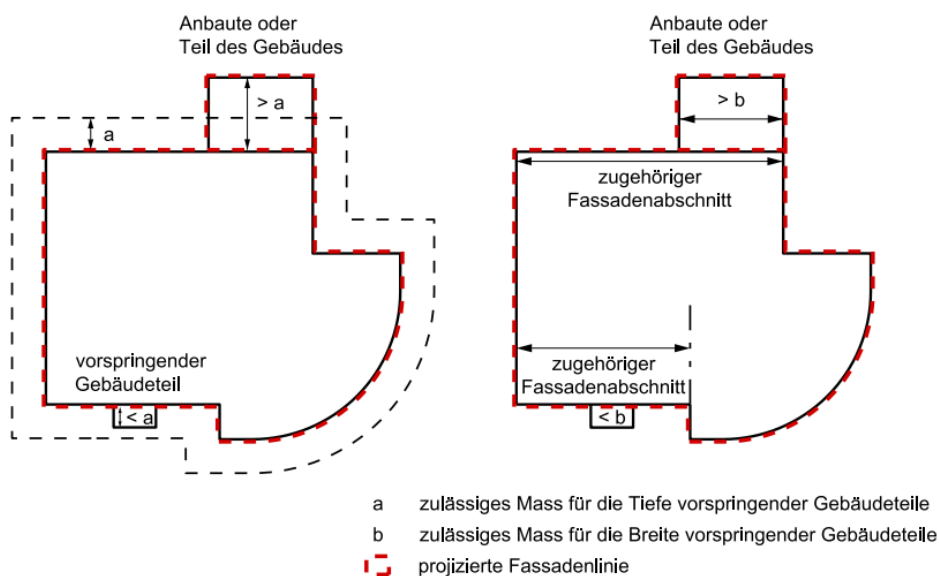 Anbaute oder
Teil des Gebäudes
> a
a
vorspringender
Gebäudeteil
< a
Anbaute oder
Teil des Gebäudes
> b
zugehöriger
Fassadenabschnitt
zugehöriger
Fassadenabschnitt
< b
a zulässiges Mass für die Tiefe vorspringender Gebäudeteile
b zulässiges Mass für die Breite vorspringender Gebäudeteile
projizierte Fassadenlinie